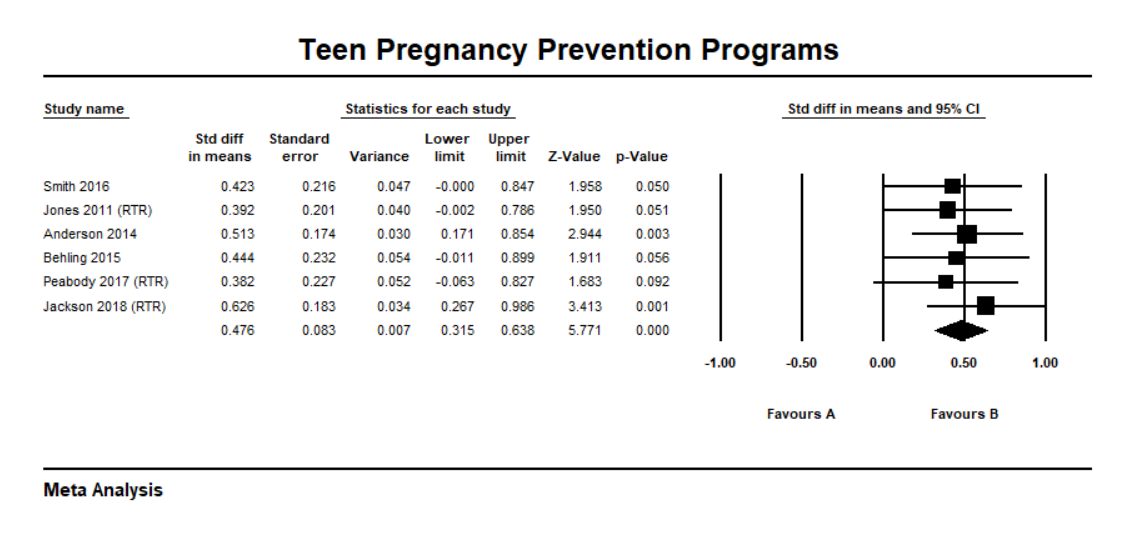 Teen Pregnancy Prevention Programs
Study name Statistics for each study Std diff in means and 95% CI
Std diff Standard Lower Upper
in means error Variance limit limit Z-Value p-Value
Smith 2016 0.423 0.216 0.047 -0.000 0.847 1.958 0.050
Jones 2011 (RTR) 0.392 0.201 0.040 -0.002 0.786 1.950 0.051
Anderson 2014 0.513 0.174 0.030 0.171 0.854 2.944 0.003
Behling 2015 0.444 0.232 0.054 -0.011 0.899 1.911 0.056
Peabody 2017 (RTR) 0.382 0.227 0.052 -0.063 0.827 1.683 0.092
Jackson 2018 (RTR) 0.626 0.183 0.034 0.267 0.986 3.413 0.001
0.476 0.083 0.007 0.315 0.638 5.771 0.000
-1.00 -0.50 0.00 0.50 1.00
Favours A Favours B
Meta Analysis